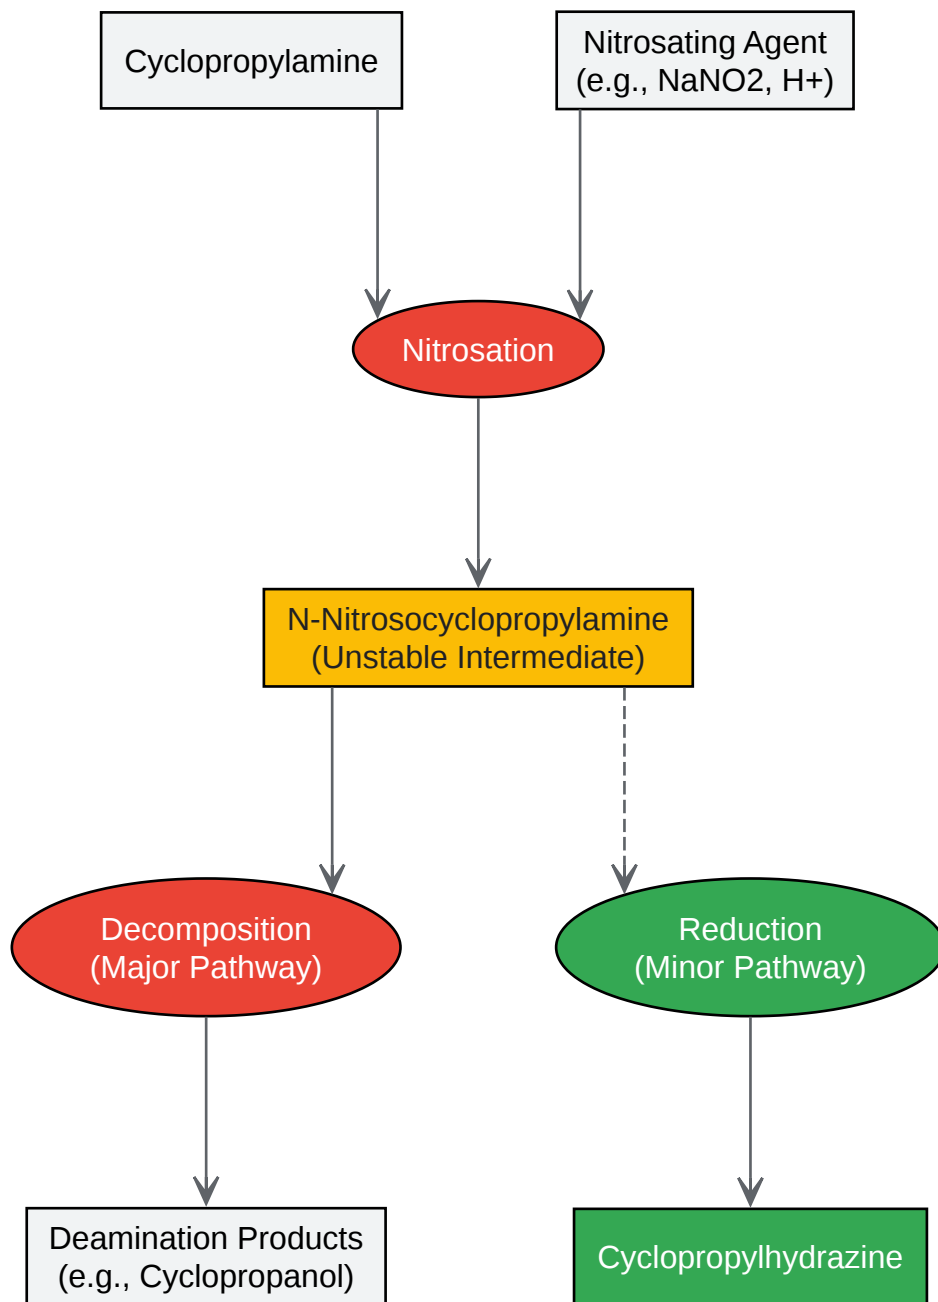 Cyclopropylamine
Nitrosating Agent
(e.g., NaNO2, H+)
Nitrosation
N-Nitrosocyclopropylamine
(Unstable Intermediate)
Decomposition
(Major Pathway)
Reduction
(Minor Pathway)
Deamination Products
(e.g., Cyclopropanol)
Cyclopropylhydrazine